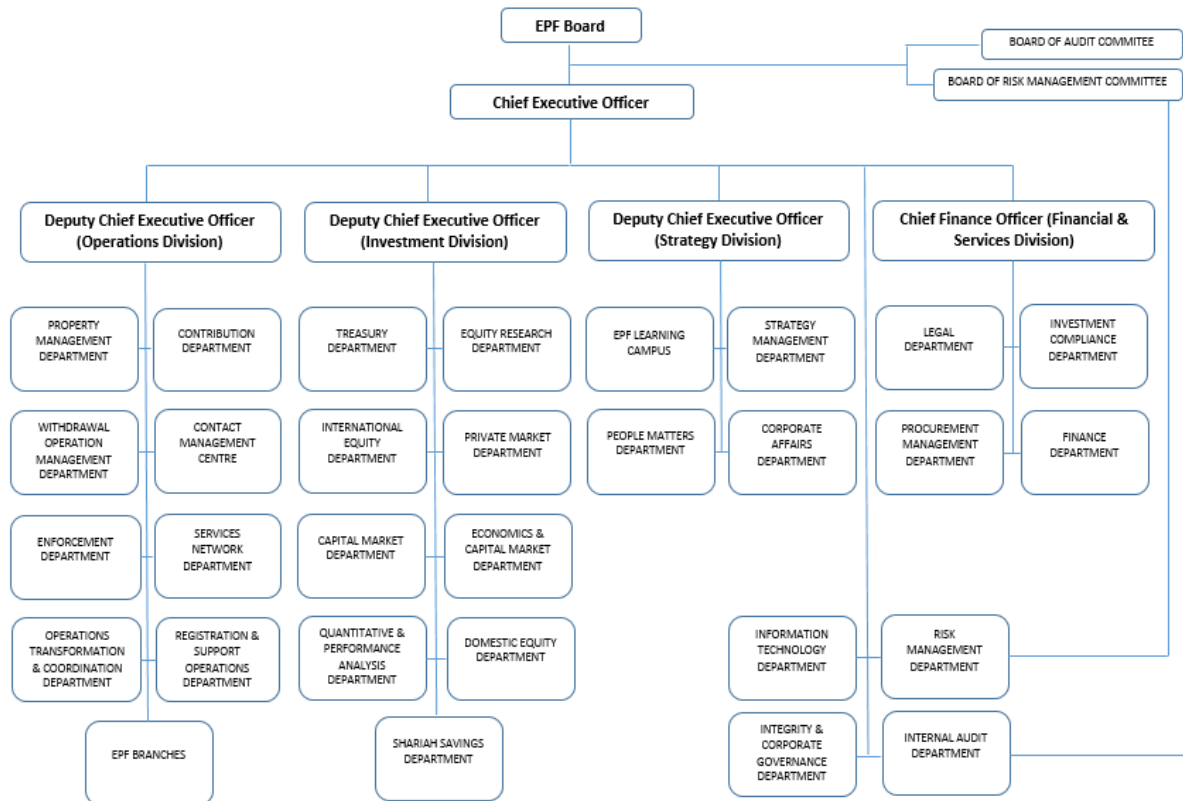 EPF Board
BOARD OF AUDIT COMMITEE
BOARD OF RISK MANAGEMENT COMMITTEE
Chief Executive Officer
Deputy Chief Executive Officer
(Operations Division)
Deputy Chief Executive Officer
(Investment Division)
Deputy Chief Executive Officer
(Strategy Division)
Chief Finance Officer (Financial &
Services Division)
PROPERTY
MANAGEMENT
DEPARTMENT
CONTRIBUTION
DEPARTMENT
TREASURY
DEPARTMENT
EQUITY RESEARCH
DEPARTMENT
EPF LEARNING
CAMPUS
STRATEGY
MANAGEMENT
DEPARTMENT
LEGAL
DEPARTMENT
INVESTMENT
COMPLIANCE
DEPARTMENT
WITHDRAWAL
OPERATION
MANAGEMENT
DEPARTMENT
CONTACT
MANAGEMENT
CENTRE
INTERNATIONAL
EQUITY
DEPARTMENT
PRIVATE MARKET
DEPARTMENT
PEOPLE MATTERS
DEPARTMENT
CORPORATE
AFFAIRS
DEPARTMENT
PROCUREMENT
MANAGEMENT
DEPARTMENT
FINANCE
DEPARTMENT
ENFORCEMENT
DEPARTMENT
SERVICES
NETWORK
DEPARTMENT
CAPITAL MARKET
DEPARTMENT
ECONOMICS &
CAPITAL MARKET
DEPARTMENT
OPERATIONS
TRANSFORMATION
& COORDINATION
DEPARTMENT
REGISTRATION &
SUPPORT
OPERATIONS
DEPARTMENT
QUANTITATIVE &
PERFORMANCE
ANALYSIS
DEPARTMENT
DOMESTIC EQUITY
DEPARTMENT
INFORMATION
TECHNOLOGY
DEPARTMENT
RISK
MANAGEMENT
DEPARTMENT
EPF BRANCHES
SHARIAH SAVINGS
DEPARTMENT
INTEGRITY &
CORPORATE
GOVERNANCE
DEPARTMENT
INTERNAL AUDIT
DEPARTMENT